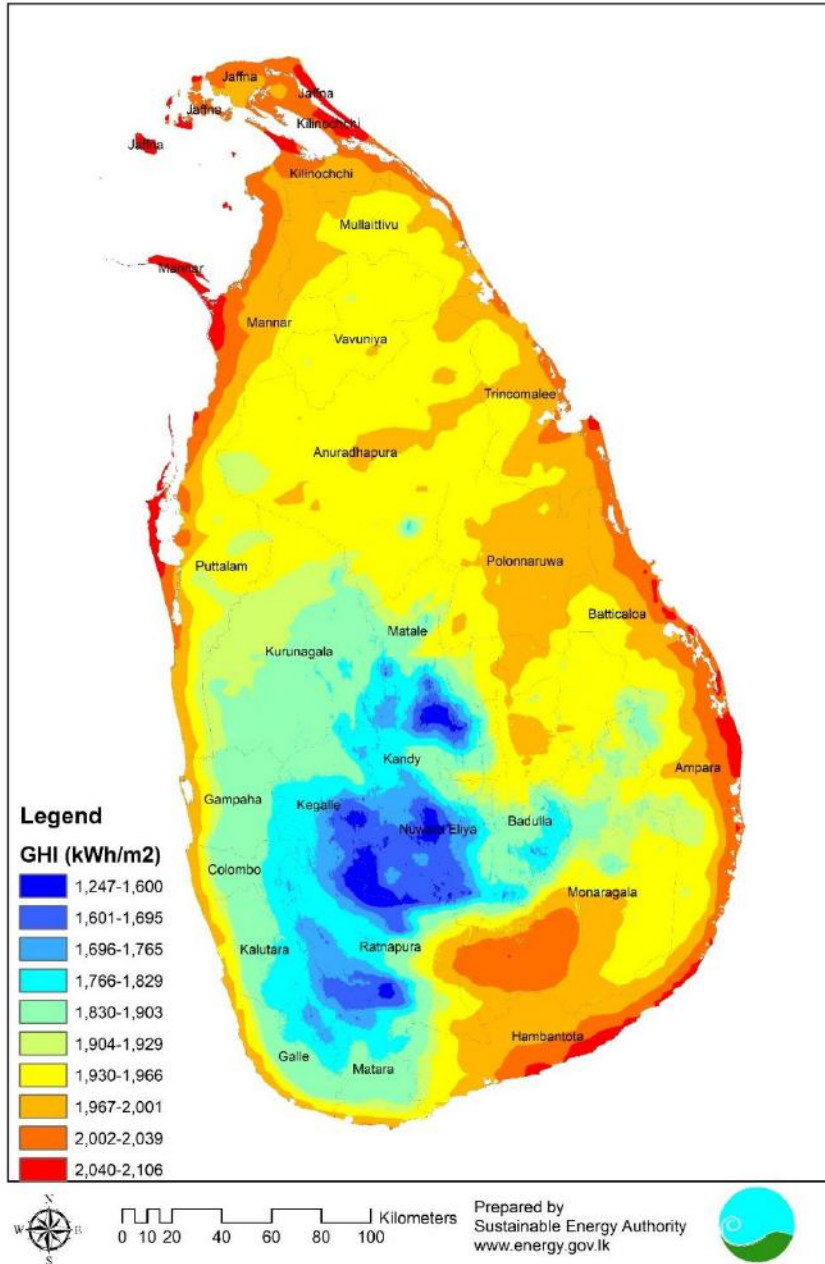 Jaffna
Jaffna
Jaffna
Kilinochchi
Jaffna
Kilinochchi
Mullaittivu
Mannar
Mannar
Vavuniya
Trincomalee
Anuradhapura
Polonnaruwa
Puttalam
Batticaloa
Matale
Kurunagala
Kandy
Ampara
Gampaha
Kegalle
Nuwara Eliya
Badulla
Colombo
Monaragala
Kalutara
Ratnapura
Hambantota
Galle
Matara
Legend
GHI (kWh/m2)
1,247-1,600
1,601-1,695
1,696-1,765
1,766-1,829
1,830-1,903
1,904-1,929
1,930-1,966
1,967-2,001
2,002-2,039
2,040-2,106
N
W E
S
Kilometers
0 10 20 40 60 80 100
Prepared by
Sustainable Energy Authority
www.energy.gov.lk